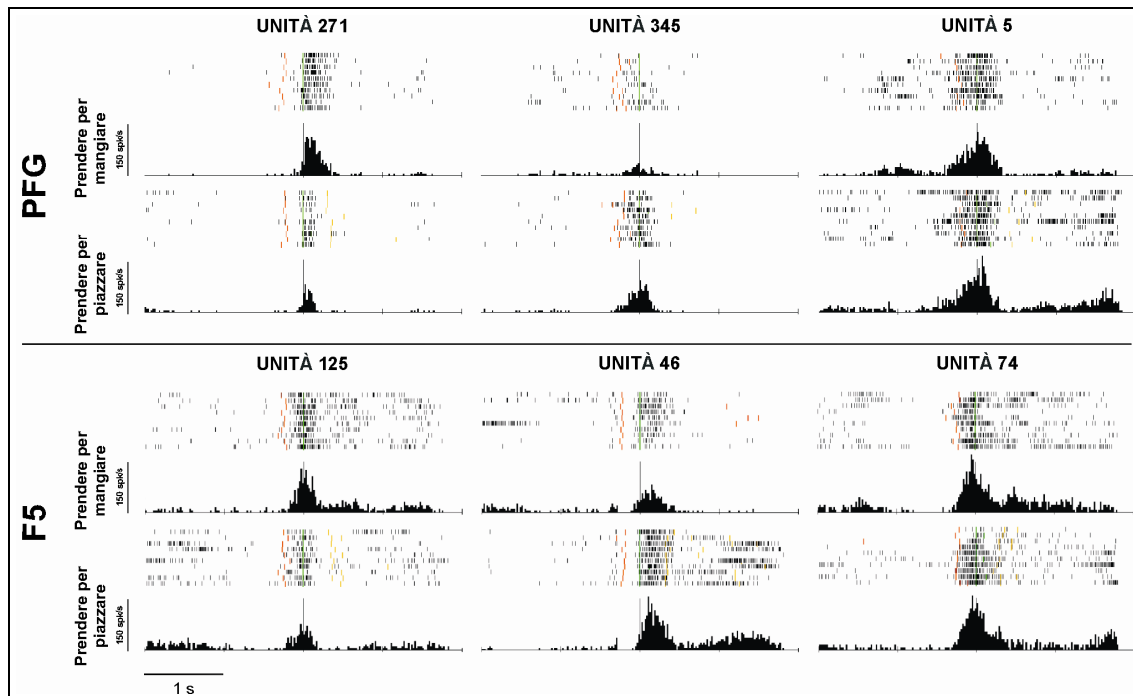 UNITÀ 271
UNITÀ 345
UNITÀ 5
PFG
Prendere per
mangiare
150 spk/s
Prendere per
piazzare
150 spk/s
UNITÀ 125
UNITÀ 46
UNITÀ 74
F5
Prendere per
mangiare
150 spk/s
Prendere per
piazzare
150 spk/s
1 s